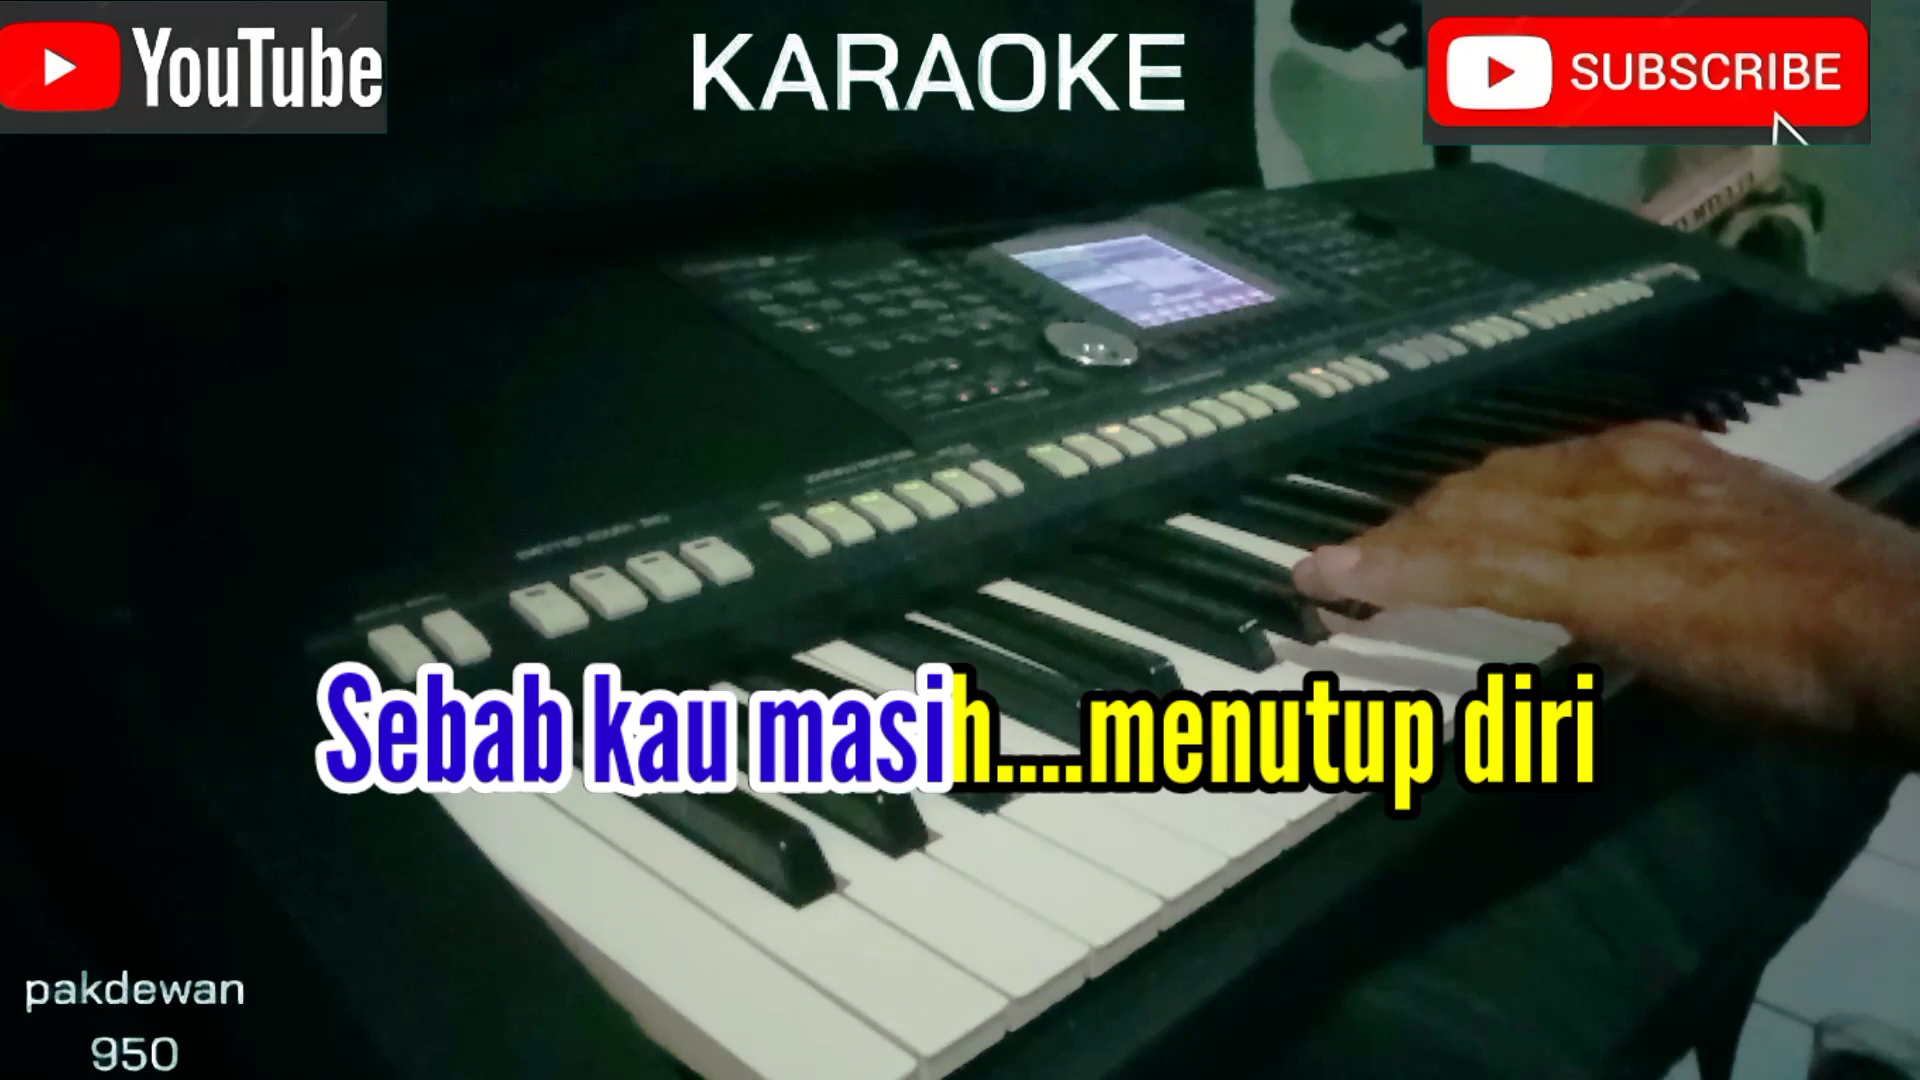 YouTube
KARAOKE
SUBSCRIBE
Sebab kau masih....menutup diri
pakdewan
950